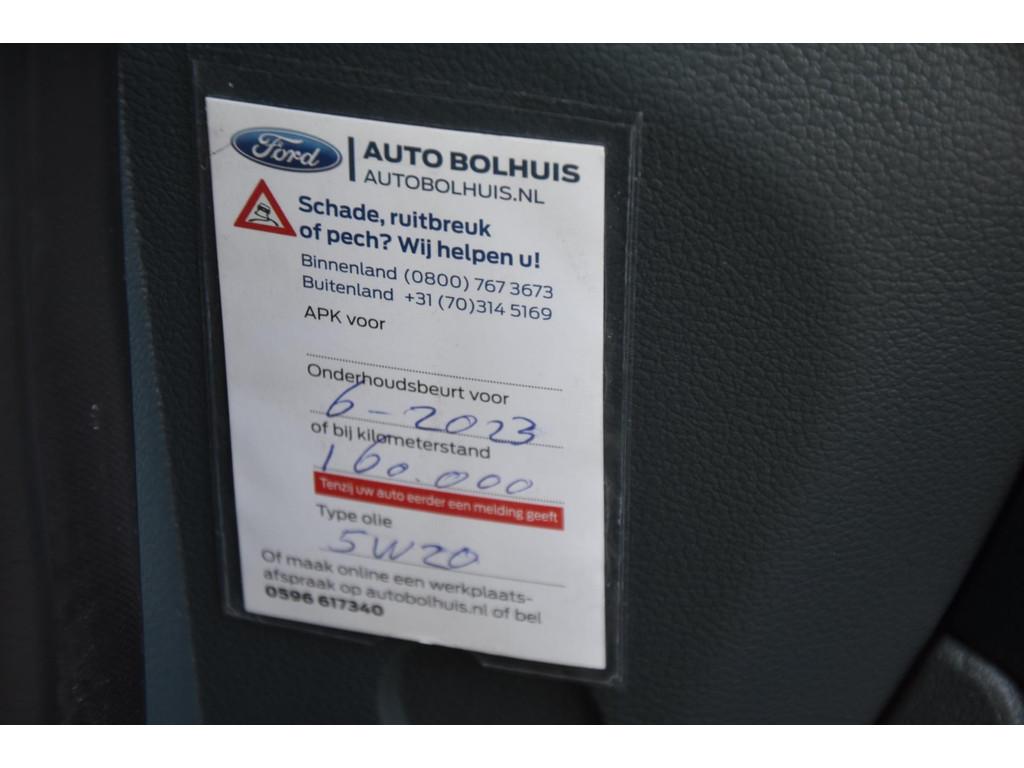 Ford
AUTO BOLHUIS
AUTOBOLHUIS.NL
Schade, ruitbreuk
of pech? Wij helpen u!
Binnenland (0800) 767 3673
Buitenland +31 (70)314 5169
APK voor
Onderhoudsbeurt voor
6-2023
of bij kilometerstand
160.000
Tenzij uw auto eerder een melding geeft
Type olie
5W20
Of maak online een werkplaats-
afspraak op autobolhuis.nl of bel
0596 617340